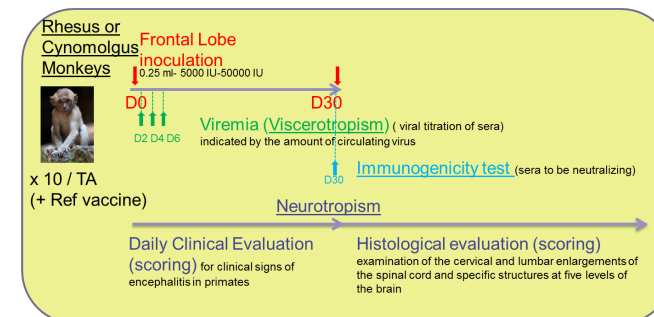 Rhesus or
Cynomolgus
Monkeys
Frontal Lobe
inoculation
0.25 ml- 5000 IU-50000 IU
D0
D30
D2 D4 D6
Viremia (Viscerotropism) ( viral titration of sera)
indicated by the amount of circulating virus
D30
Immunogenicity test (sera to be neutralizing)
x 10 / TA
(+ Ref vaccine)
Neurotropism
Daily Clinical Evaluation
(scoring) for clinical signs of
encephalitis in primates
Histological evaluation (scoring)
examination of the cervical and lumbar enlargements of
the spinal cord and specific structures at five levels of
the brain